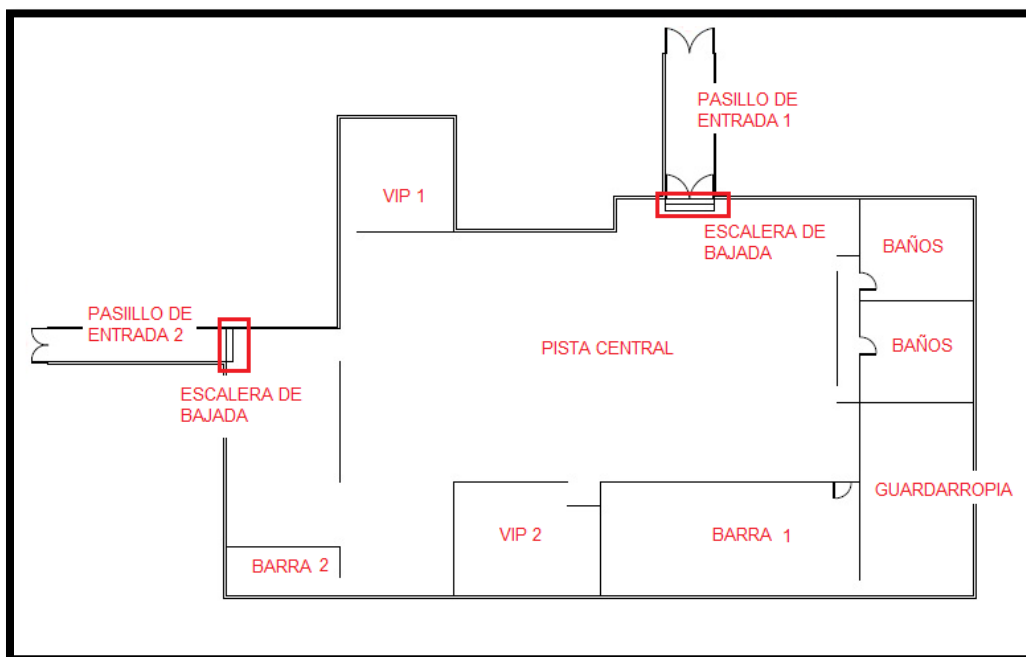 PASILLO DE
ENTRADA 1
VIP 1
ESCALERA DE
BAJADA
BAÑOS
PASIILLO DE
ENTRADA 2
PISTA CENTRAL
BAÑOS
ESCALERA DE
BAJADA
GUARDARROPIA
VIP 2
BARRA 1
BARRA 2